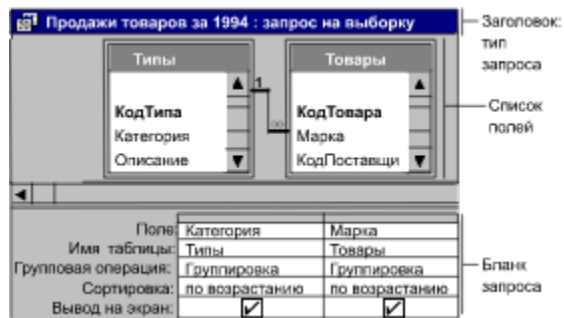 Продажи товаров за 1994 : запрос на выборку
Заголовок:
тип
запроса
Типы
КодТипа
Категория
Описание
1
∞
Товары
КодТовара
Марка
КодПоставщи
Список
полей
Поле: Категория Марка
Имя таблицы: Типы Товары
Групповая операция: Группировка Группировка
Сортировка: по возрастанию по возрастанию
Вывод на экран:
Бланк
запроса